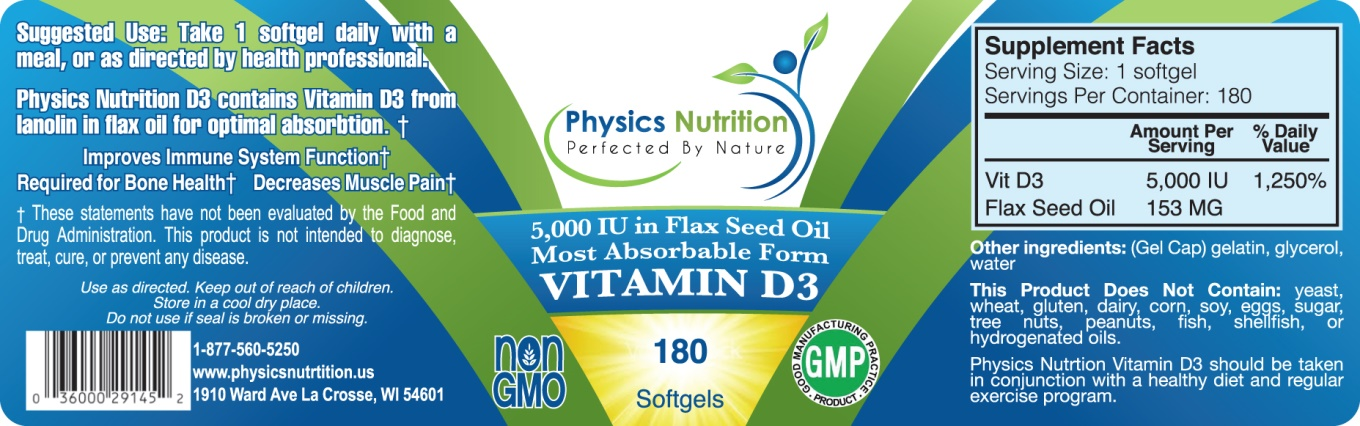 Suggested Use: Take 1 softgel daily with a
meal, or as directed by health professional.
Physics Nutrition D3 contains Vitamin D3 from
lanolin in flax oil for optimal absorbtion. †
Improves Immune System Function†
Required for Bone Health† Decreases Muscle Pain†
† These statements have not been evaluated by the Food and
Drug Administration. This product is not intended to diagnose,
treat, cure, or prevent any disease.
Use as directed. Keep out of reach of children.
Store in a cool dry place.
Do not use if seal is broken or missing.
0 36000 29145 2
1-877-560-5250
www.physicsnutrtition.us
1910 Ward Ave La Crosse, WI 54601
Physics Nutrition
Perfected By Nature
5,000 IU in Flax Seed Oil
Most Absorbable Form
VITAMIN D3
non
GMO
180
Softgels
GOOD MANUFACTURING PRACTICE
GMP
PRODUCT
Supplement Facts
Serving Size: 1 softgel
Servings Per Container: 180
Amount Per Serving % Daily Value
Vit D3 5,000 IU 1,250%
Flax Seed Oil 153 MG
Other ingredients: (Gel Cap) gelatin, glycerol,
water
This Product Does Not Contain: yeast,
wheat, gluten, dairy, corn, soy, eggs, sugar,
tree nuts, peanuts, fish, shellfish, or
hydrogenated oils.
Physics Nutrtion Vitamin D3 should be taken
in conjunction with a healthy diet and regular
exercise program.